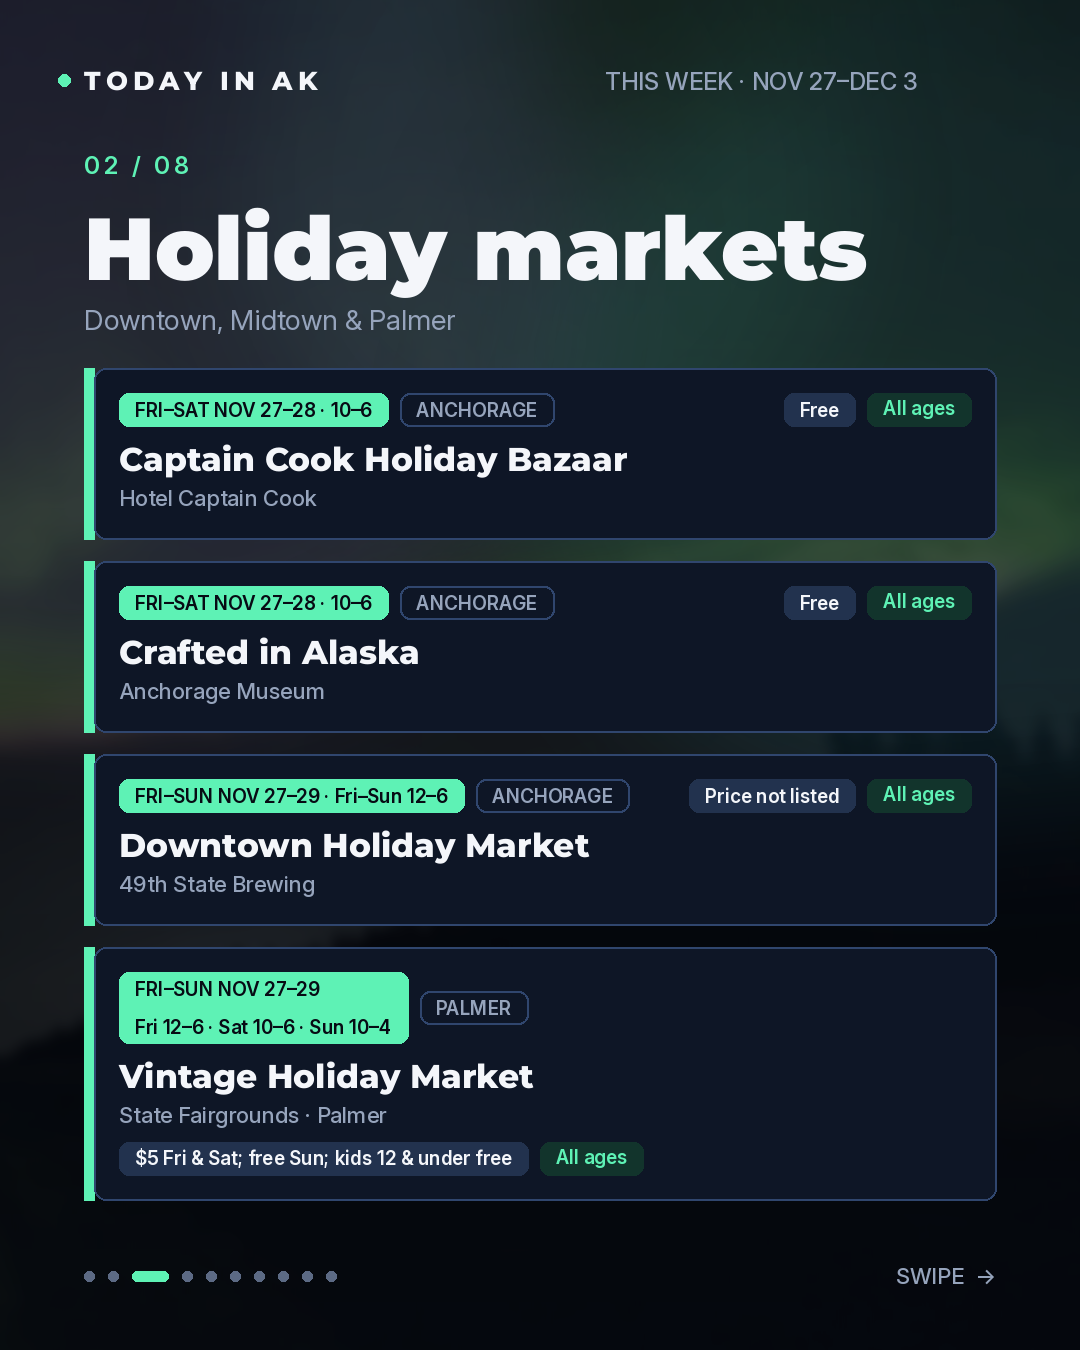 TODAY IN AK
THIS WEEK · NOV 27–DEC 3
02 / 08
Holiday markets
Downtown, Midtown & Palmer
FRI–SAT NOV 27–28 · 10–6
ANCHORAGE
Free
All ages
Captain Cook Holiday Bazaar
Hotel Captain Cook
FRI–SAT NOV 27–28 · 10–6
ANCHORAGE
Free
All ages
Crafted in Alaska
Anchorage Museum
FRI–SUN NOV 27–29 · Fri–Sun 12–6
ANCHORAGE
Price not listed
All ages
Downtown Holiday Market
49th State Brewing
FRI–SUN NOV 27–29
Fri 12–6 · Sat 10–6 · Sun 10–4
PALMER
Vintage Holiday Market
State Fairgrounds · Palmer
$5 Fri & Sat; free Sun; kids 12 & under free
All ages
SWIPE →